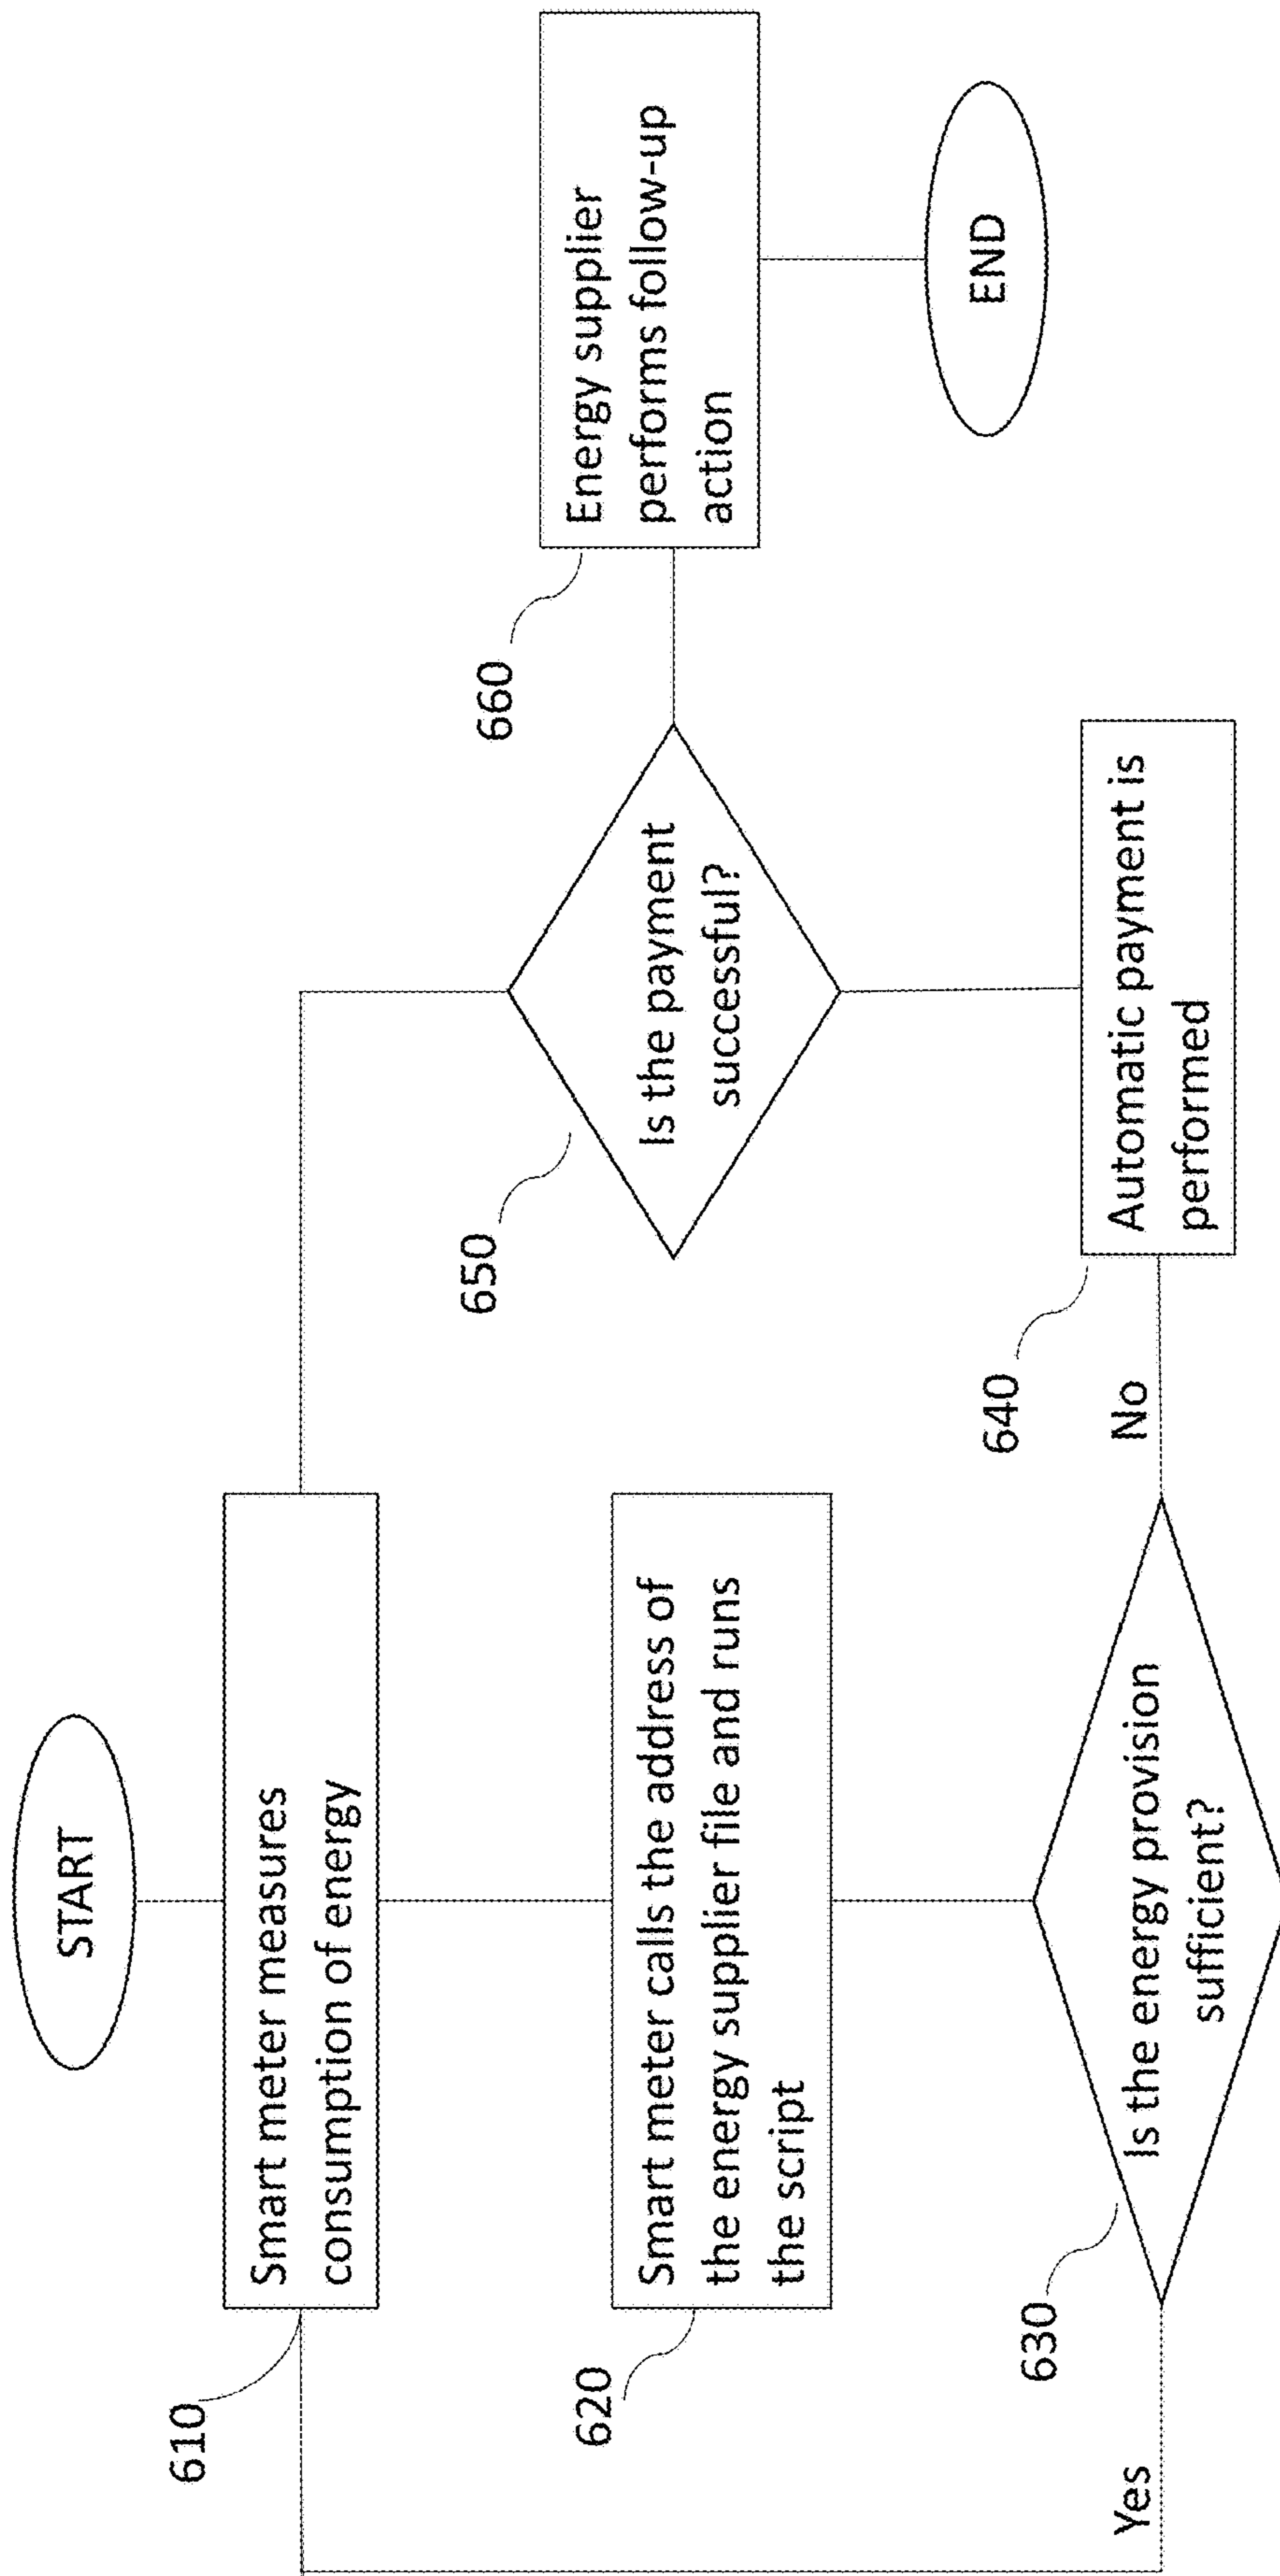 START
610
Smart meter measures
consumption of energy
620
Smart meter calls the address of
the energy supplier file and runs
the script
630
Is the energy provision
sufficient?
Yes
No
640
Automatic payment is
performed
650
Is the payment
successful?
660
Energy supplier
performs follow-up
action
END